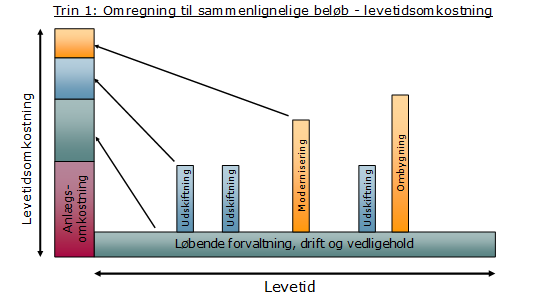 Trin 1: Omregning til sammenlignelige beløb - levetidsomkostning
Levetidsomkostning
Anlægs-
omkostning
Udskiftning
Udskiftning
Modernisering
Udskiftning
Ombygning
Løbende forvaltning, drift og vedligehold
Levetid